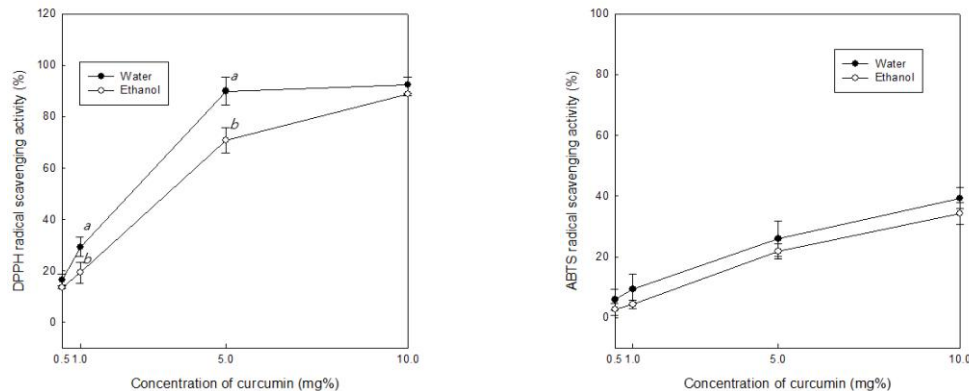 120
100
80
60
40
20
0
DPPH radical scavenging activity (%)
Water
Ethanol
a
b
a
b
0.5 1.0 5.0 10.0
Concentration of curcumin (mg%)
100
80
60
40
20
0
ABTS radical scavenging activity (%)
Water
Ethanol
0.5 1.0 5.0 10.0
Concentration of curcumin (mg%)